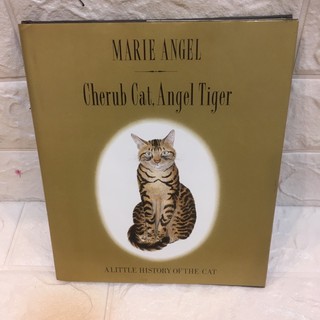 MARIE ANGEL
Cherub Cat, Angel Tiger
A LITTLE HISTORY OF THE CAT